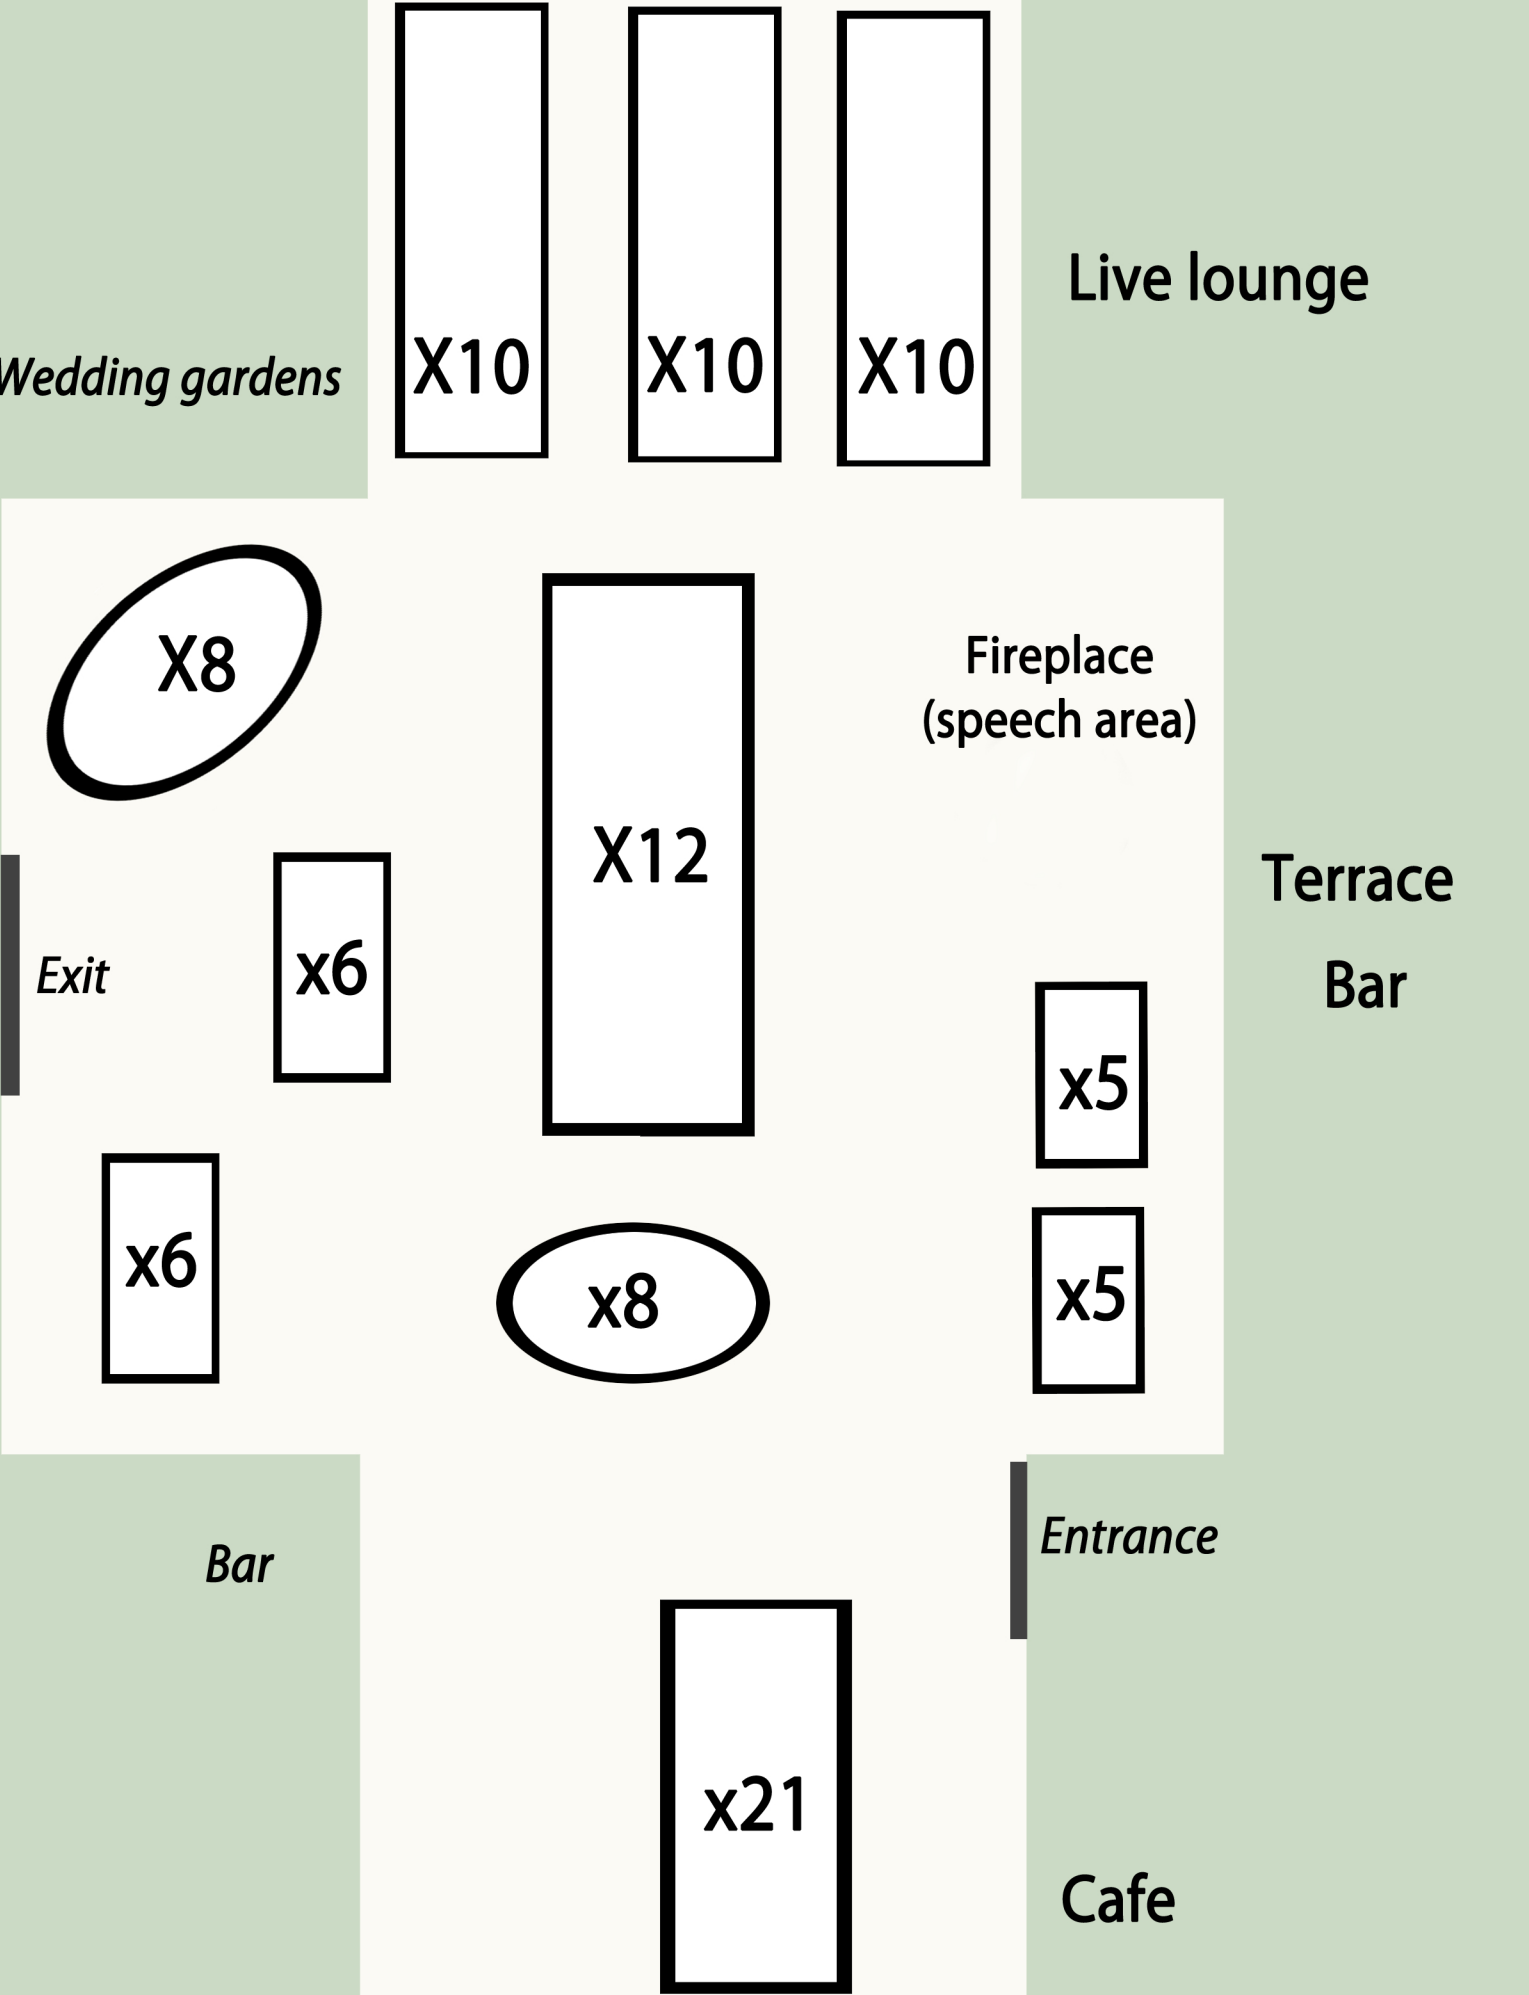 Live lounge
X10 X10 X10
Wedding gardens
X8
Fireplace
(speech area)
X12
Terrace
Bar
x6
Exit
x5
x6
x8
x5
Entrance
Bar
x21
Cafe